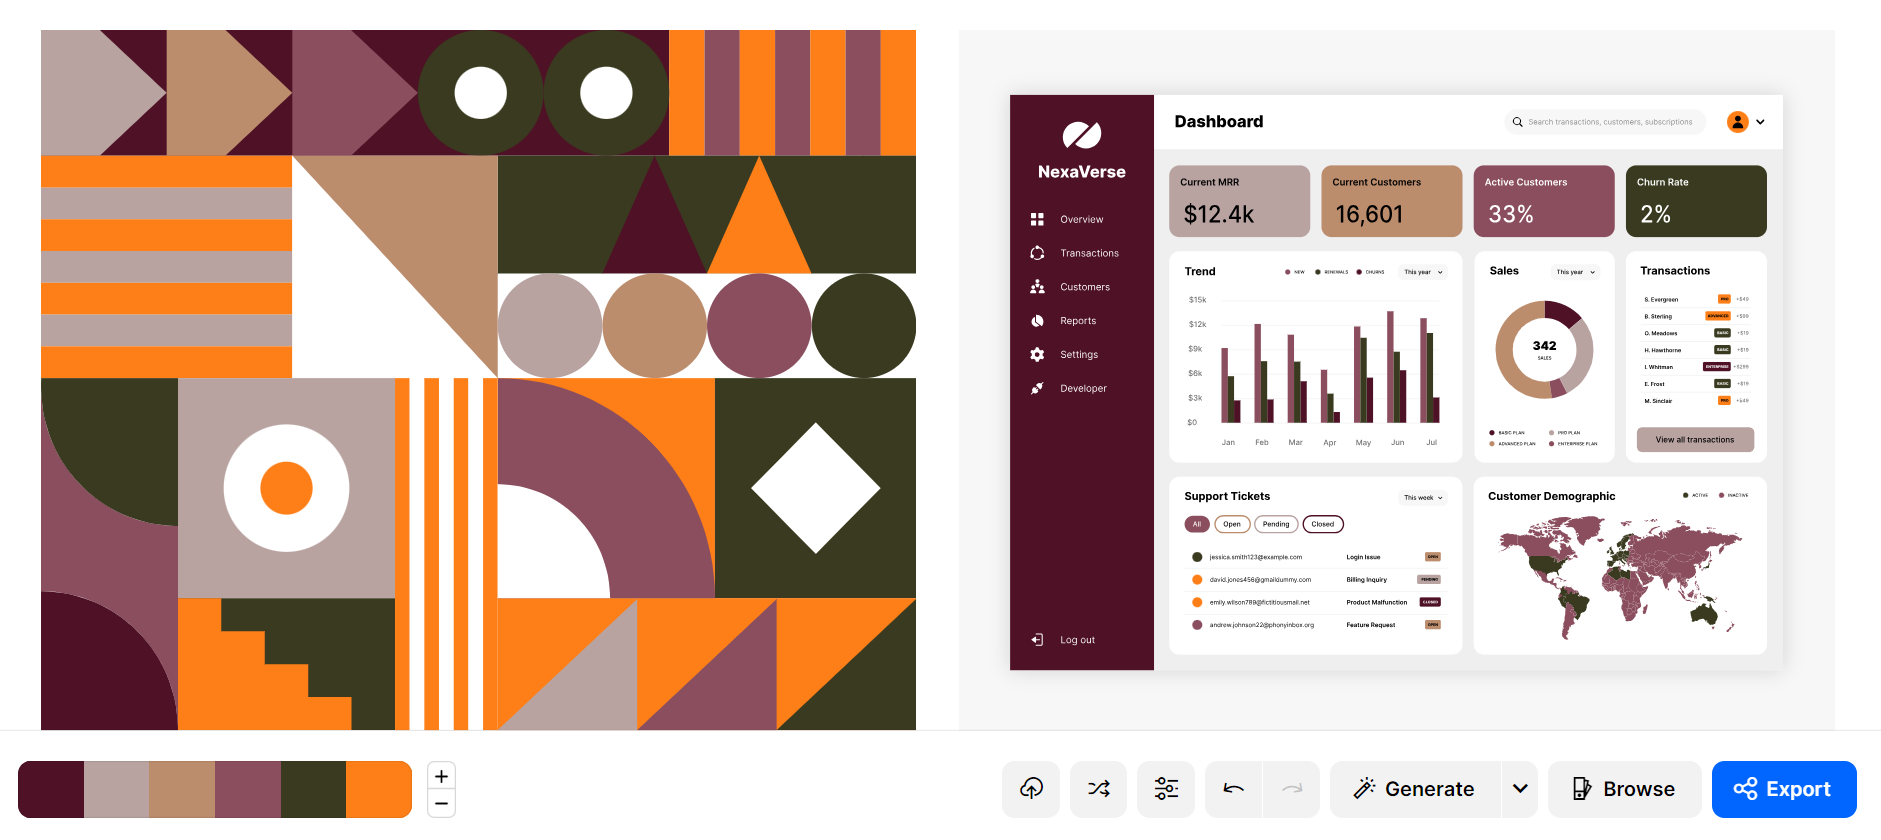 NexaVerse
Overview
Transactions
Customers
Reports
Settings
Developer
Log out
Dashboard
Search transactions, customers, subscriptions
Current MRR
$12.4k
Current Customers
16,601
Active Customers
33%
Churn Rate
2%
Trend
NEW RENEWALS CHURNS
This year
$15k
$12k
$9k
$6k
$3k
$0
Jan Feb Mar Apr May Jun Jul
Sales
This year
342
SALES
BASIC PLAN PRO PLAN
ADVANCED PLAN ENTERPRISE PLAN
Transactions
S. Evergreen PRO +$49
B. Sterling ADVANCED +$99
O. Meadows BASIC +$19
H. Hawthorne BASIC +$19
I. Whitman ENTERPRISE +$299
E. Frost BASIC +$19
M. Sinclair PRO +$49
View all transactions
Support Tickets
This week
All Open Pending Closed
jessica.smith123@example.com Login Issue OPEN
david.jones456@gmaildummy.com Billing Inquiry PENDING
emily.wilson789@fictitiousmail.net Product Malfunction CLOSED
andrew.johnson22@phonyinbox.org Feature Request OPEN
Customer Demographic
ACTIVE INACTIVE
Generate
Browse
Export